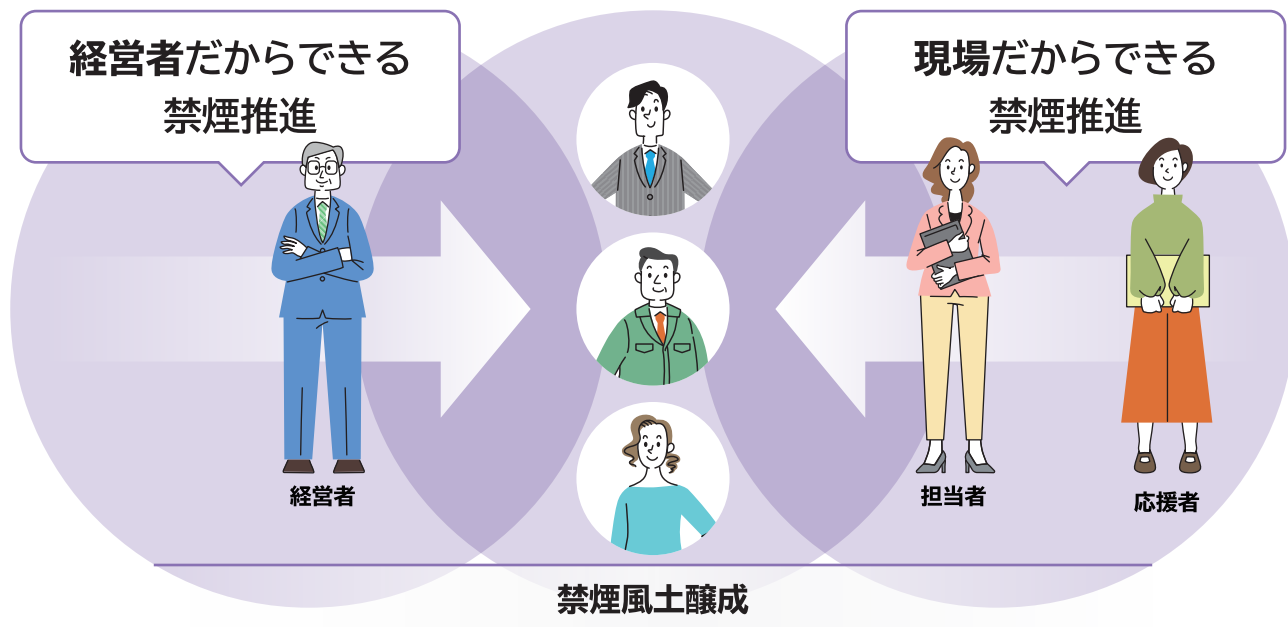 経営者だからできる
禁煙推進
現場だからできる
禁煙推進
経営者
担当者
応援者
禁煙風土醸成